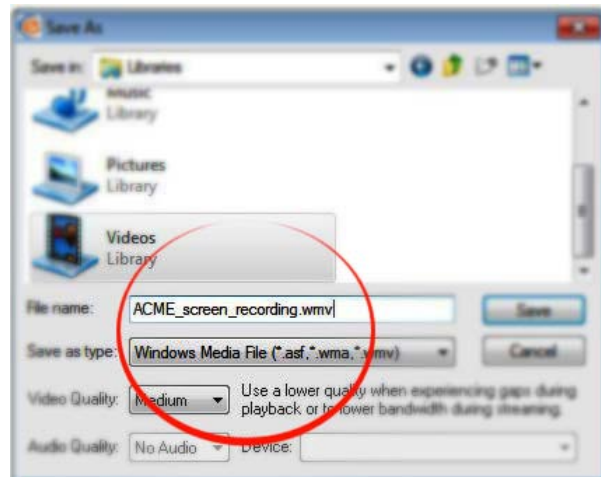 Save As
Save in: Libraries
Music
Library
Pictures
Library
Videos
Library
File name: ACME_screen_recording.wmv Save
Save as type: Windows Media File (*.asf,*.wma,*.wmv) Cancel
Video Quality: Medium Use a lower quality when experiencing gaps during
playback or to lower bandwidth during streaming.
Audio Quality: No Audio Device: